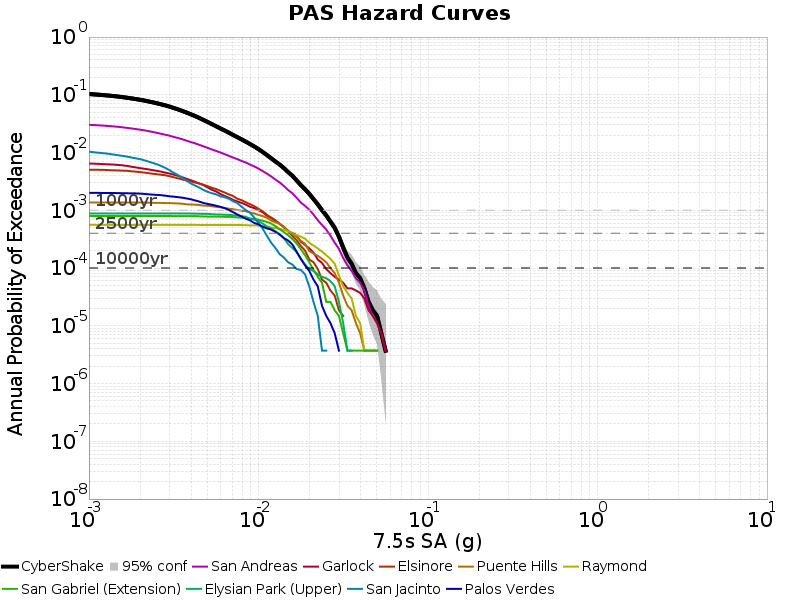 PAS Hazard Curves
10^0
10^-1
10^-2
10^-3
10^-4
10^-5
10^-6
10^-7
10^-8
Annual Probability of Exceedance
1000yr
2500yr
10000yr
10^-3 10^-2 10^-1 10^0 10^1
7.5s SA (g)
CyberShake 95% conf San Andreas Garlock Elsinore Puente Hills Raymond
San Gabriel (Extension) Elysian Park (Upper) San Jacinto Palos Verdes